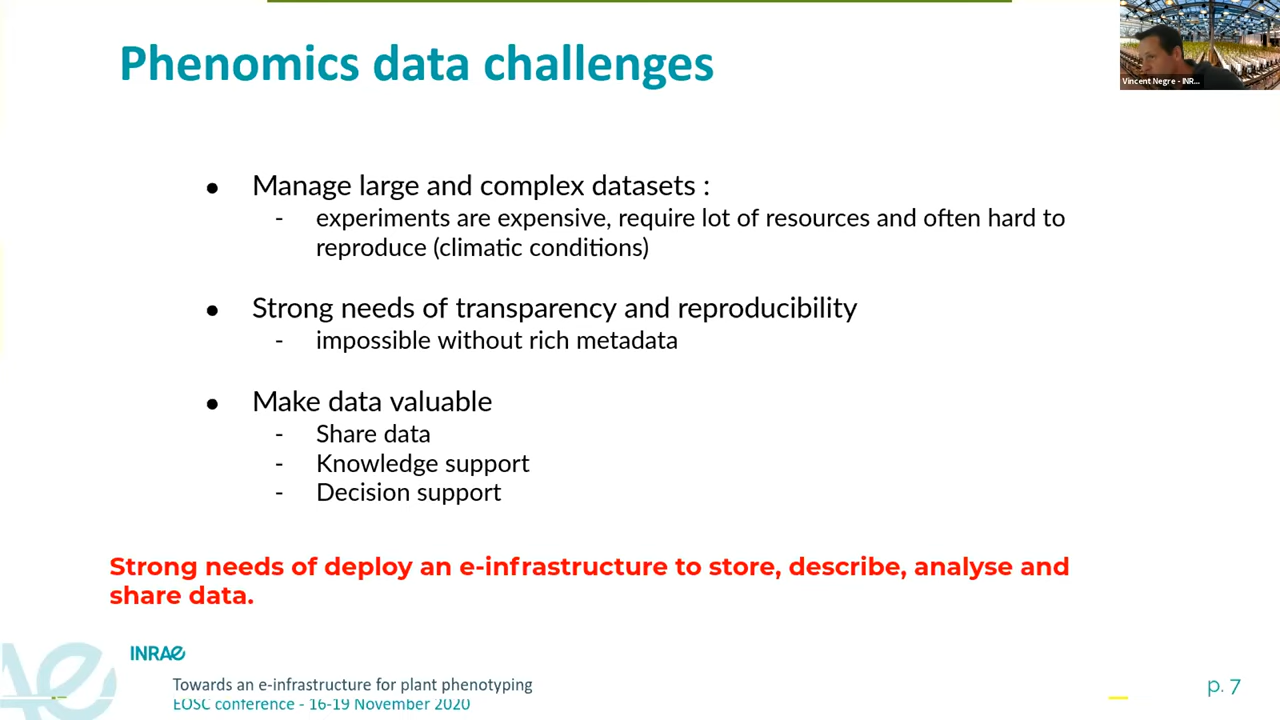 Phenomics data challenges
Vincent Negre - INR...
● Manage large and complex datasets :
- experiments are expensive, require lot of resources and often hard to
reproduce (climatic conditions)
● Strong needs of transparency and reproducibility
- impossible without rich metadata
● Make data valuable
- Share data
- Knowledge support
- Decision support
Strong needs of deploy an e-infrastructure to store, describe, analyse and
share data.
INRAE
Towards an e-infrastructure for plant phenotyping
EOSC conference - 16-19 November 2020
p. 7